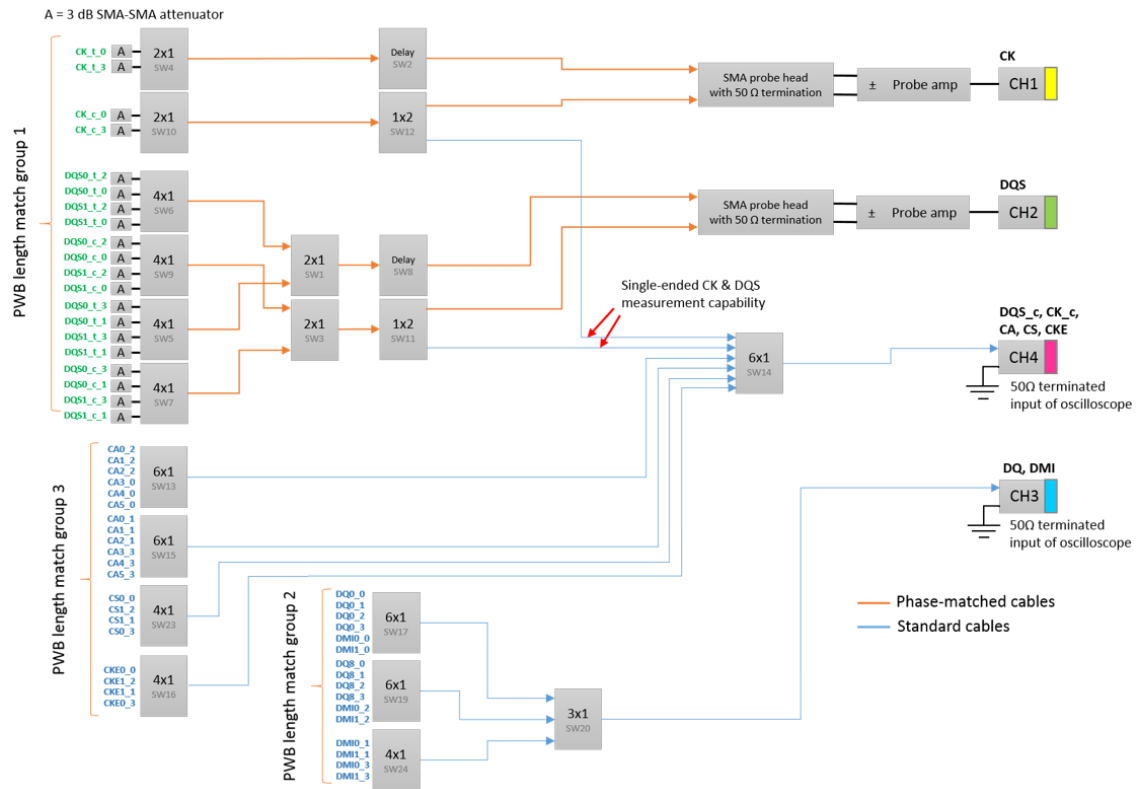 A = 3 dB SMA-SMA attenuator
PWB length match group 1
CK_t_0
A
CK_t_3
A
2x1
SW4
Delay
SW2
CK_c_0
A
CK_c_3
A
2x1
SW10
1x2
SW12
SMA probe head
with 50 Ω termination
± Probe amp
CK
CH1
DQS0_t_2
A
DQS0_t_0
A
DQS1_t_2
A
DQS1_t_0
A
4x1
SW6
DQS0_c_2
A
DQS0_c_0
A
DQS1_c_2
A
DQS1_c_0
A
4x1
SW9
DQS0_t_3
A
DQS0_t_1
A
DQS1_t_3
A
DQS1_t_1
A
4x1
SW5
DQS0_c_3
A
DQS0_c_1
A
DQS1_c_3
A
DQS1_c_1
A
4x1
SW7
2x1
SW1
2x1
SW3
Delay
SW8
1x2
SW11
SMA probe head
with 50 Ω termination
± Probe amp
DQS
CH2
Single-ended CK & DQS
measurement capability
6x1
SW14
DQS_c, CK_c,
CA, CS, CKE
CH4
50Ω terminated
input of oscilloscope
PWB length match group 3
CA0_2
CA1_2
CA2_2
CA3_0
CA4_0
CA5_0
6x1
SW13
CA0_1
CA1_1
CA2_1
CA3_3
CA4_3
CA5_3
6x1
SW15
CS0_0
CS1_2
CS1_1
CS0_3
4x1
SW23
CKE0_0
CKE1_2
CKE1_1
CKE0_3
4x1
SW16
PWB length match group 2
DQ0_0
DQ0_1
DQ0_2
DQ0_3
DMI0_0
DMI1_0
6x1
SW17
DQ8_0
DQ8_1
DQ8_2
DQ8_3
DMI0_2
DMI1_2
6x1
SW19
DMI0_1
DMI1_1
DMI0_3
DMI1_3
4x1
SW24
3x1
SW20
DQ, DMI
CH3
50Ω terminated
input of oscilloscope
Phase-matched cables
Standard cables